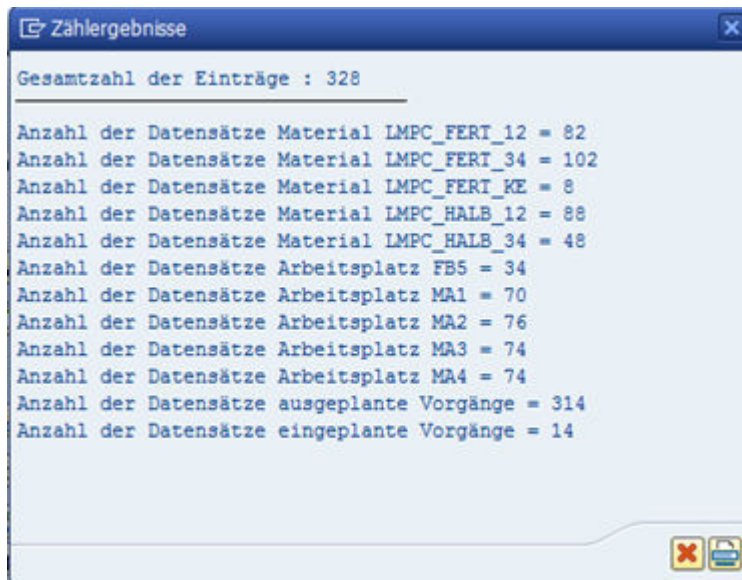 Zählergebnisse
Gesamtzahl der Einträge : 328
Anzahl der Datensätze Material LMPC_FERT_12 = 82
Anzahl der Datensätze Material LMPC_FERT_34 = 102
Anzahl der Datensätze Material LMPC_FERT_KE = 8
Anzahl der Datensätze Material LMPC_HALB_12 = 88
Anzahl der Datensätze Material LMPC_HALB_34 = 48
Anzahl der Datensätze Arbeitsplatz FB5 = 34
Anzahl der Datensätze Arbeitsplatz MA1 = 70
Anzahl der Datensätze Arbeitsplatz MA2 = 76
Anzahl der Datensätze Arbeitsplatz MA3 = 74
Anzahl der Datensätze Arbeitsplatz MA4 = 74
Anzahl der Datensätze ausgeplante Vorgänge = 314
Anzahl der Datensätze eingeplante Vorgänge = 14